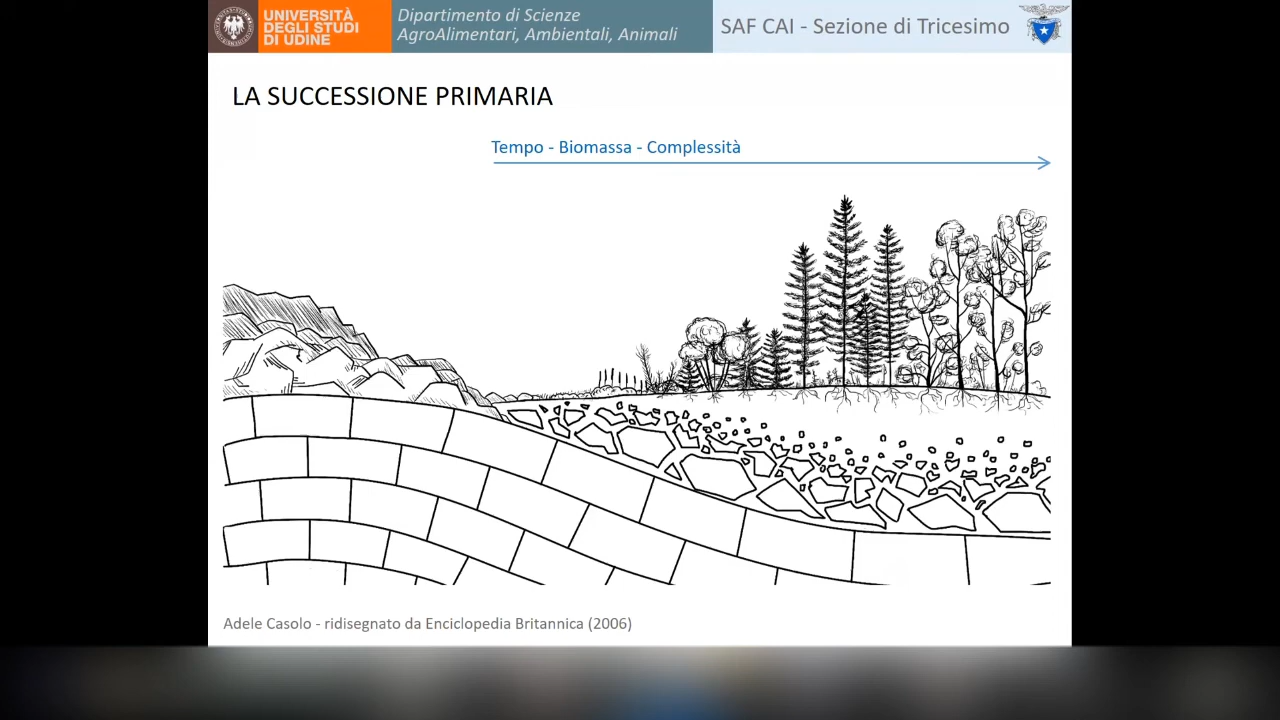 UNIVERSITÀ
DEGLI STUDI
DI UDINE
Dipartimento di Scienze
AgroAlimentari, Ambientali, Animali
SAF CAI - Sezione di Tricesimo
LA SUCCESSIONE PRIMARIA
Tempo - Biomassa - Complessità
Adele Casolo - ridisegnato da Enciclopedia Britannica (2006)